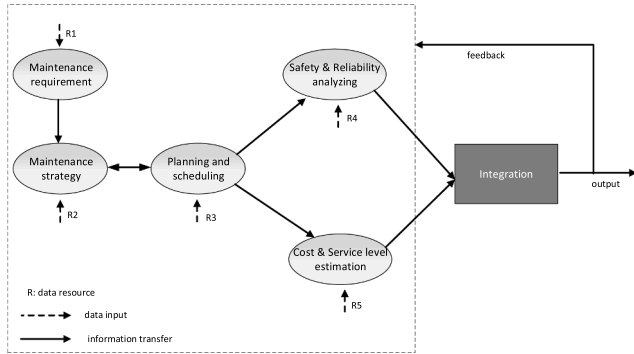 R1
Maintenance
requirement
Safety & Reliability
analyzing
R4
feedback
Maintenance
strategy
R2
Planning and
scheduling
R3
Integration
output
Cost & Service level
estimation
R5
R: data resource
data input
information transfer